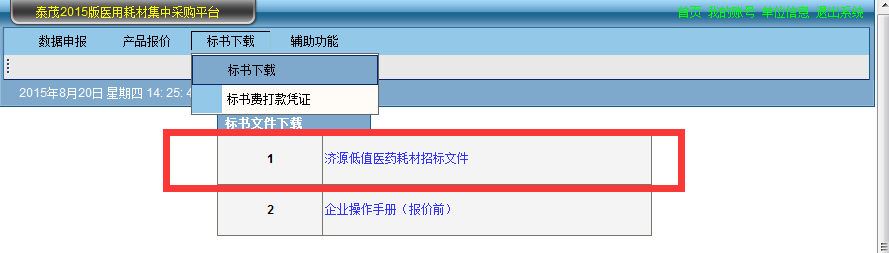 泰茂2015版医用耗材集中采购平台
首页 我的账号 单位信息 退出系统
数据申报 产品报价 标书下载 辅助功能
标书下载
2015年8月20日 星期四 14: 25: 4
标书费打款凭证
标书文件下载
1 济源低值医药耗材招标文件
2 企业操作手册（报价前）